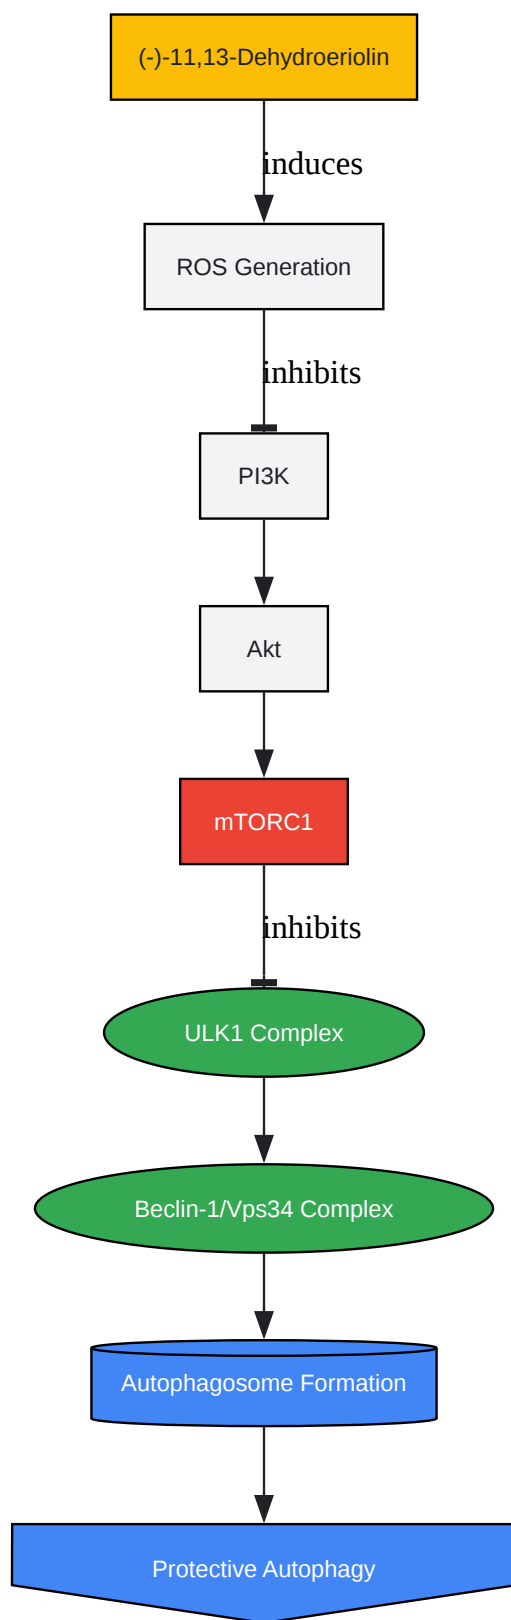 (-)-11,13-Dehydroeriolin
induces
ROS Generation
inhibits
PI3K
Akt
mTORC1
inhibits
ULK1 Complex
Beclin-1/Vps34 Complex
Autophagosome Formation
Protective Autophagy